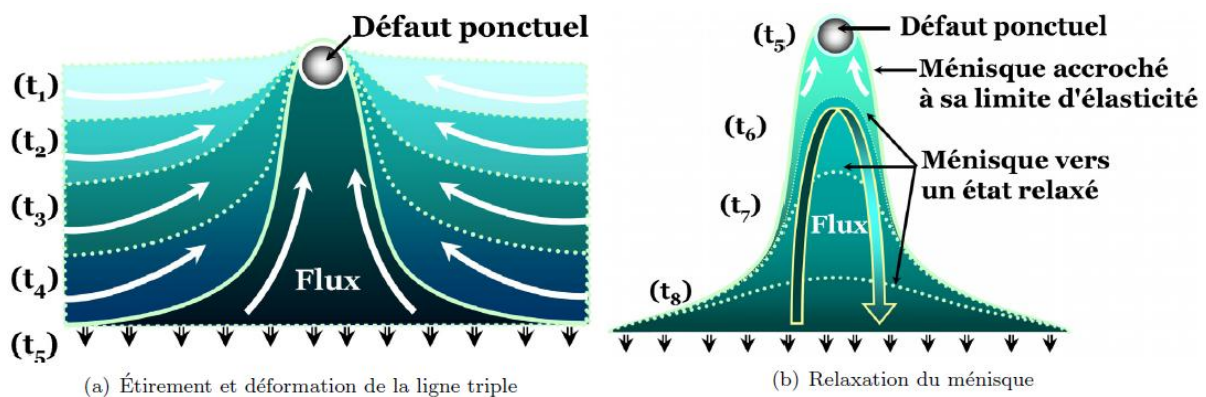 Défaut ponctuel
(t1)
(t2)
(t3)
(t4)
Flux
(t5)
(a) Étirement et déformation de la ligne triple
(t5)
Défaut ponctuel
Ménisque accroché
à sa limite d'élasticité
(t6)
Ménisque vers
un état relaxé
(t7)
Flux
(t8)
(b) Relaxation du ménisque